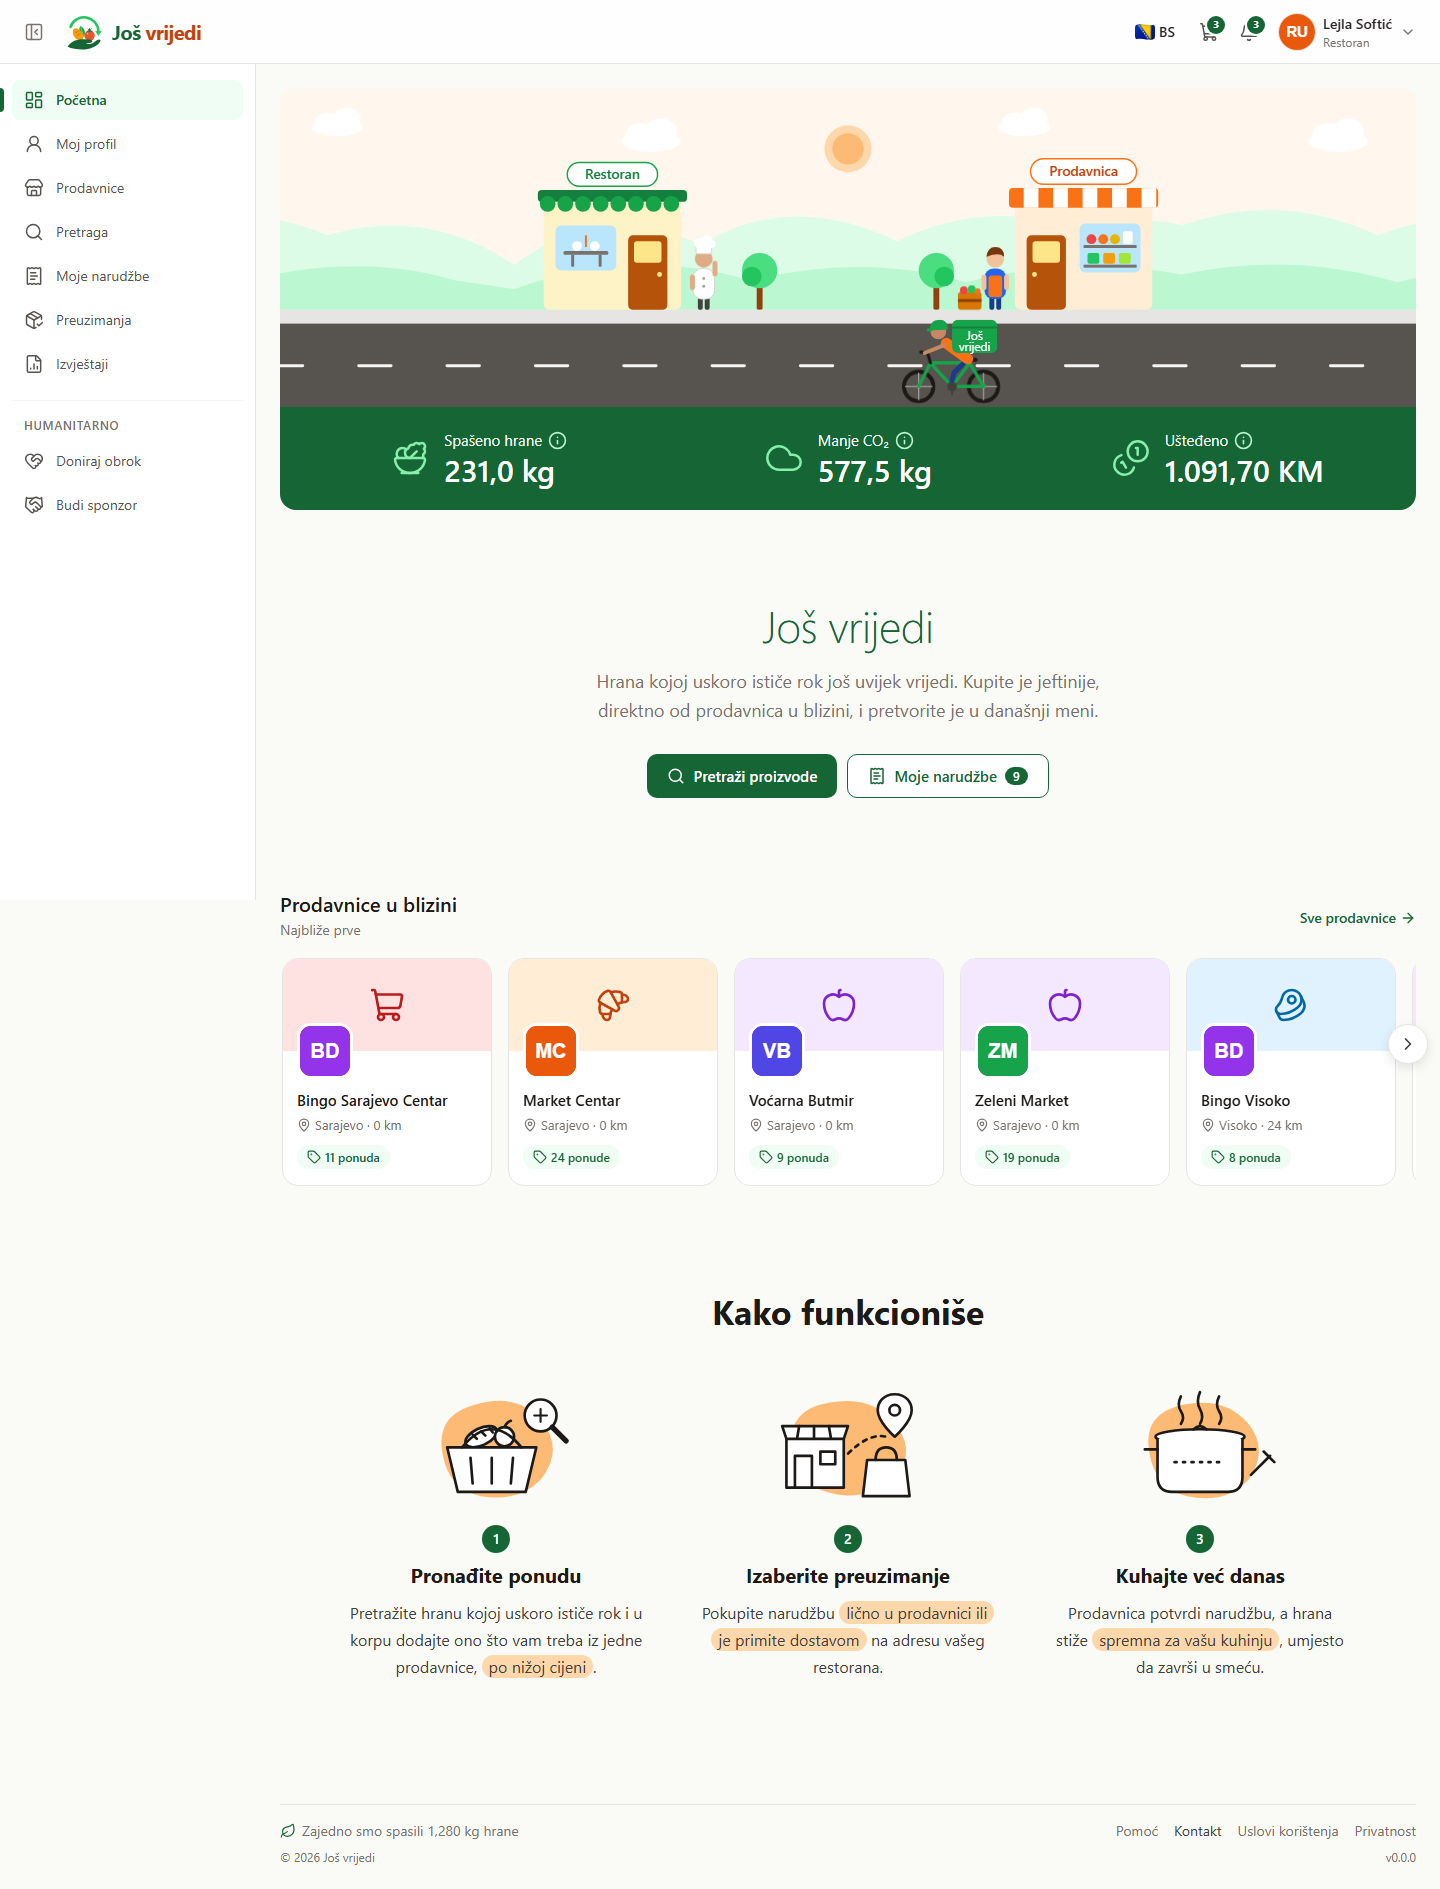 Još vrijedi
BS
3
3
RU
Lejla Softić
Restoran
Početna
Moj profil
Prodavnice
Pretraga
Moje narudžbe
Preuzimanja
Izvještaji
HUMANITARNO
Doniraj obrok
Budi sponzor
Restoran
Prodavnica
Još
vrijedi
Spašeno hrane
231,0 kg
Manje CO₂
577,5 kg
Ušteđeno
1.091,70 KM
Još vrijedi
Hrana kojoj uskoro ističe rok još uvijek vrijedi. Kupite je jeftinije,
direktno od prodavnica u blizini, i pretvorite je u današnji meni.
Pretraži proizvode
Moje narudžbe 9
Prodavnice u blizini
Najbliže prve
Sve prodavnice
BD
Bingo Sarajevo Centar
Sarajevo · 0 km
11 ponuda
MC
Market Centar
Sarajevo · 0 km
24 ponude
VB
Voćarna Butmir
Sarajevo · 0 km
9 ponuda
ZM
Zeleni Market
Sarajevo · 0 km
19 ponuda
BD
Bingo Visoko
Visoko · 24 km
8 ponuda
Kako funkcioniše
1
Pronađite ponudu
Pretražite hranu kojoj uskoro ističe rok i u
korpu dodajte ono što vam treba iz jedne
prodavnice, po nižoj cijeni.
2
Izaberite preuzimanje
Pokupite narudžbu lično u prodavnici ili
je primite dostavom na adresu vašeg
restorana.
3
Kuhajte već danas
Prodavnica potvrdi narudžbu, a hrana
stiže spremna za vašu kuhinju, umjesto
da završi u smeću.
Zajedno smo spasili 1,280 kg hrane
Pomoć
Kontakt
Uslovi korištenja
Privatnost
© 2026 Još vrijedi
v0.0.0